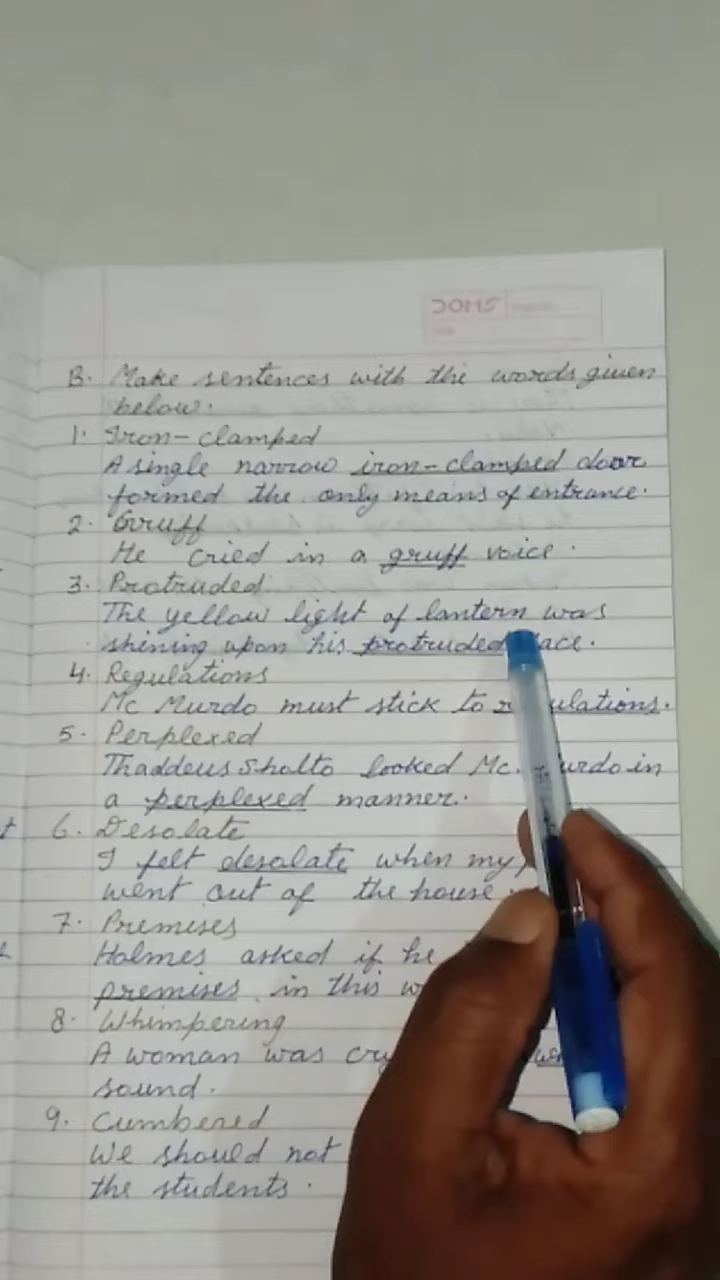 DOMS
B. Make sentences with the words given
below.
1. Iron-clamped
A single narrow iron-clamped door
formed the only means of entrance.
2. Gruff
He cried in a gruff voice.
3. Protruded
The yellow light of lantern was
shining upon his protruded face.
4. Regulations
Mc Murdo must stick to regulations.
5. Perplexed
Thaddeus Sholto looked Mc. Murdo in
a perplexed manner.
6. Desolate
I felt desolate when my
went out of the house.
7. Premises
Holmes asked if he
premises in this
8. Whimpering
A woman was
sound.
9. Cumbered
We should not
the students.